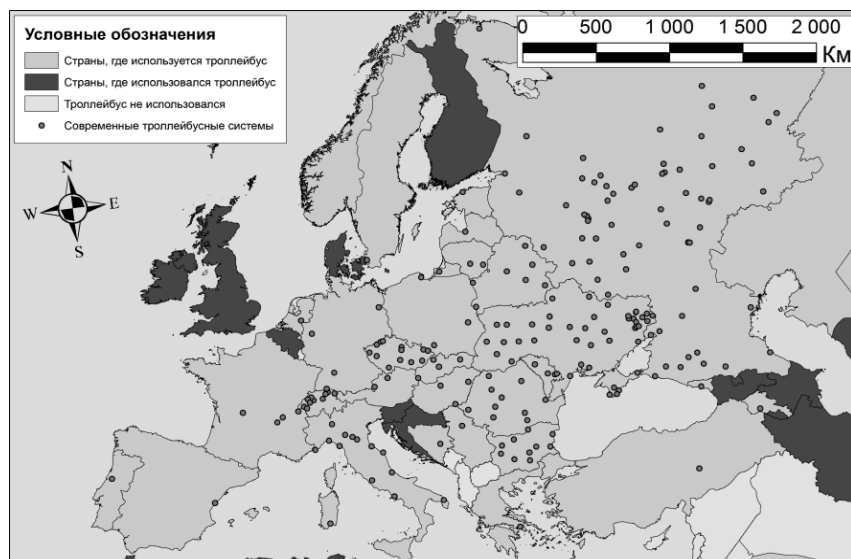 Условные обозначения
Страны, где используется троллейбус
Страны, где использовался троллейбус
Троллейбус не использовался
Современные троллейбусные системы
0 500 1 000 1 500 2 000
Км
N
W E
S